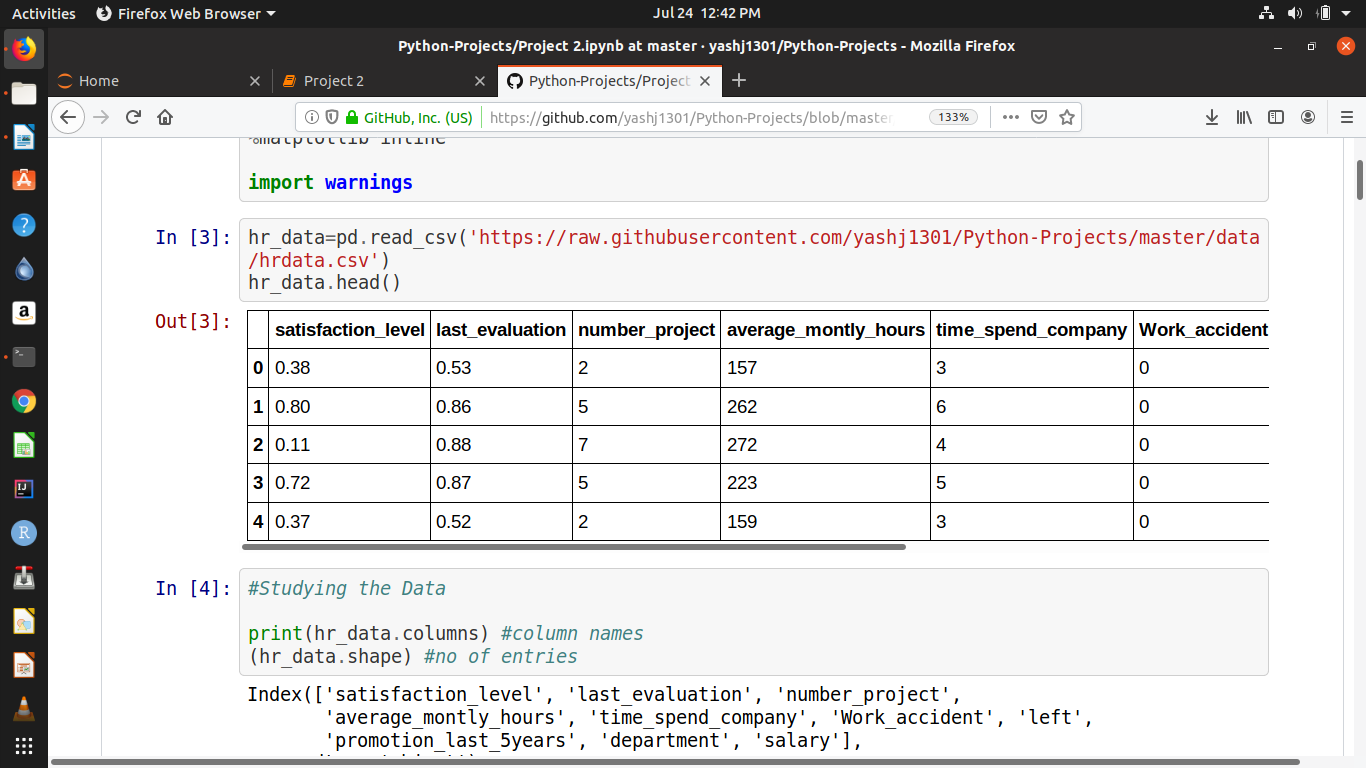 Activities Firefox Web Browser Jul 24 12:42 PM
Python-Projects/Project 2.ipynb at master · yashj1301/Python-Projects - Mozilla Firefox
Home Project 2 Python-Projects/Project
GitHub, Inc. (US) https://github.com/yashj1301/Python-Projects/blob/master 133%
%matplotlib inline
import warnings
In [3]: hr_data=pd.read_csv('https://raw.githubusercontent.com/yashj1301/Python-Projects/master/data
/hrdata.csv')
hr_data.head()
Out[3]:
satisfaction_level last_evaluation number_project average_montly_hours time_spend_company Work_accident
0 0.38 0.53 2 157 3 0
1 0.80 0.86 5 262 6 0
2 0.11 0.88 7 272 4 0
3 0.72 0.87 5 223 5 0
4 0.37 0.52 2 159 3 0
In [4]: #Studying the Data
print(hr_data.columns) #column names
(hr_data.shape) #no of entries
Index(['satisfaction_level', 'last_evaluation', 'number_project',
'average_montly_hours', 'time_spend_company', 'Work_accident', 'left',
'promotion_last_5years', 'department', 'salary'],